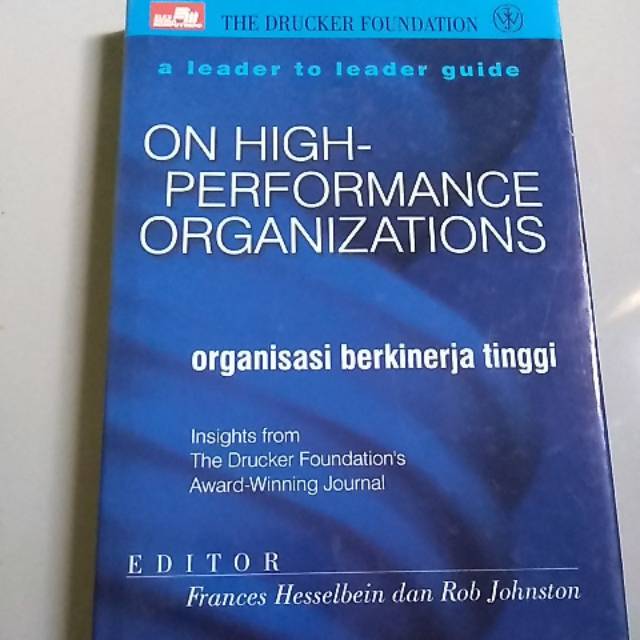 THE DRUCKER FOUNDATION
a leader to leader guide
ON HIGH-
PERFORMANCE
ORGANIZATIONS
organisasi berkinerja tinggi
Insights from
The Drucker Foundation's
Award-Winning Journal
EDITOR
Frances Hesselbein dan Rob Johnston